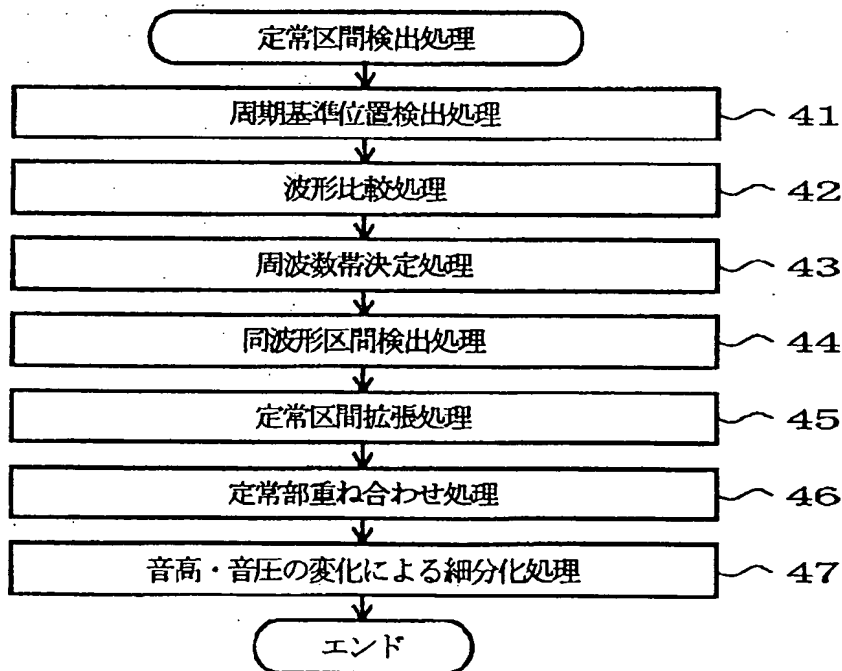 定常区間検出処理
周期基準位置検出処理 41
波形比較処理 42
周波数帯決定処理 43
同波形区間検出処理 44
定常区間拡張処理 45
定常部重ね合わせ処理 46
音高・音圧の変化による細分化処理 47
エンド